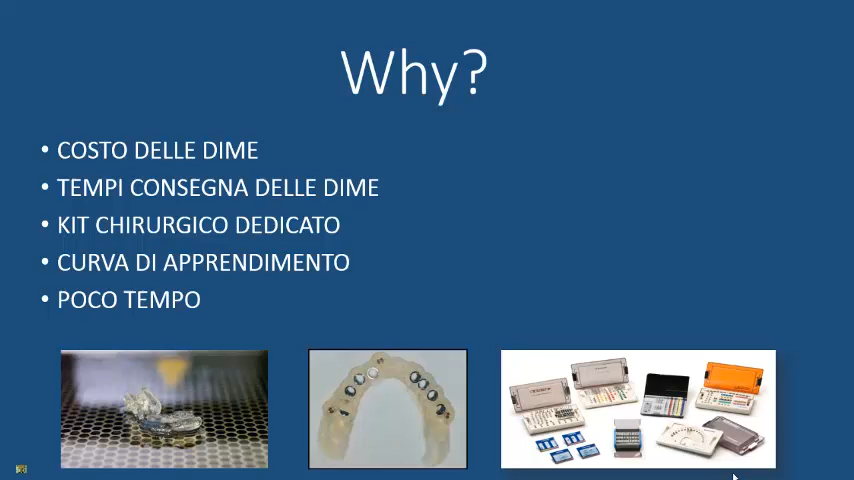 Why?
• COSTO DELLE DIME
• TEMPI CONSEGNA DELLE DIME
• KIT CHIRURGICO DEDICATO
• CURVA DI APPRENDIMENTO
• POCO TEMPO